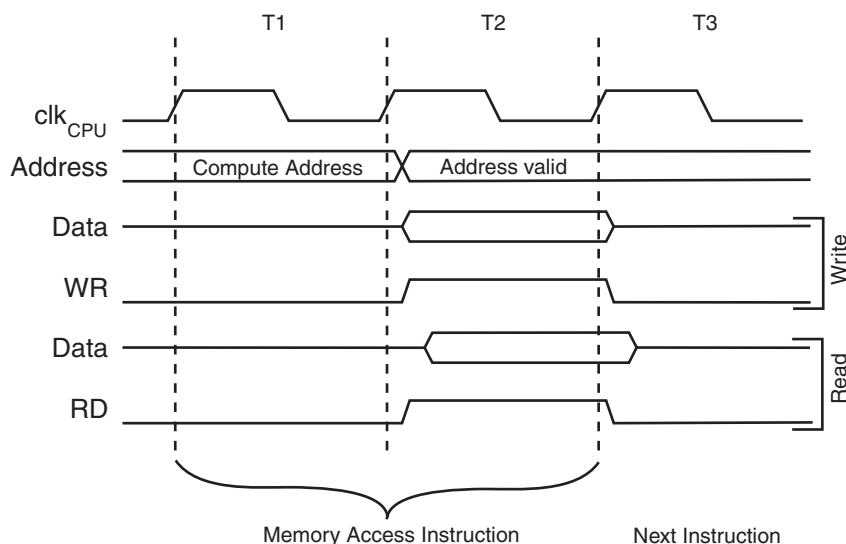 T1 T2 T3
clkCPU
Address Compute Address Address valid
Data
WR
Write
Data
RD
Read
Memory Access Instruction Next Instruction